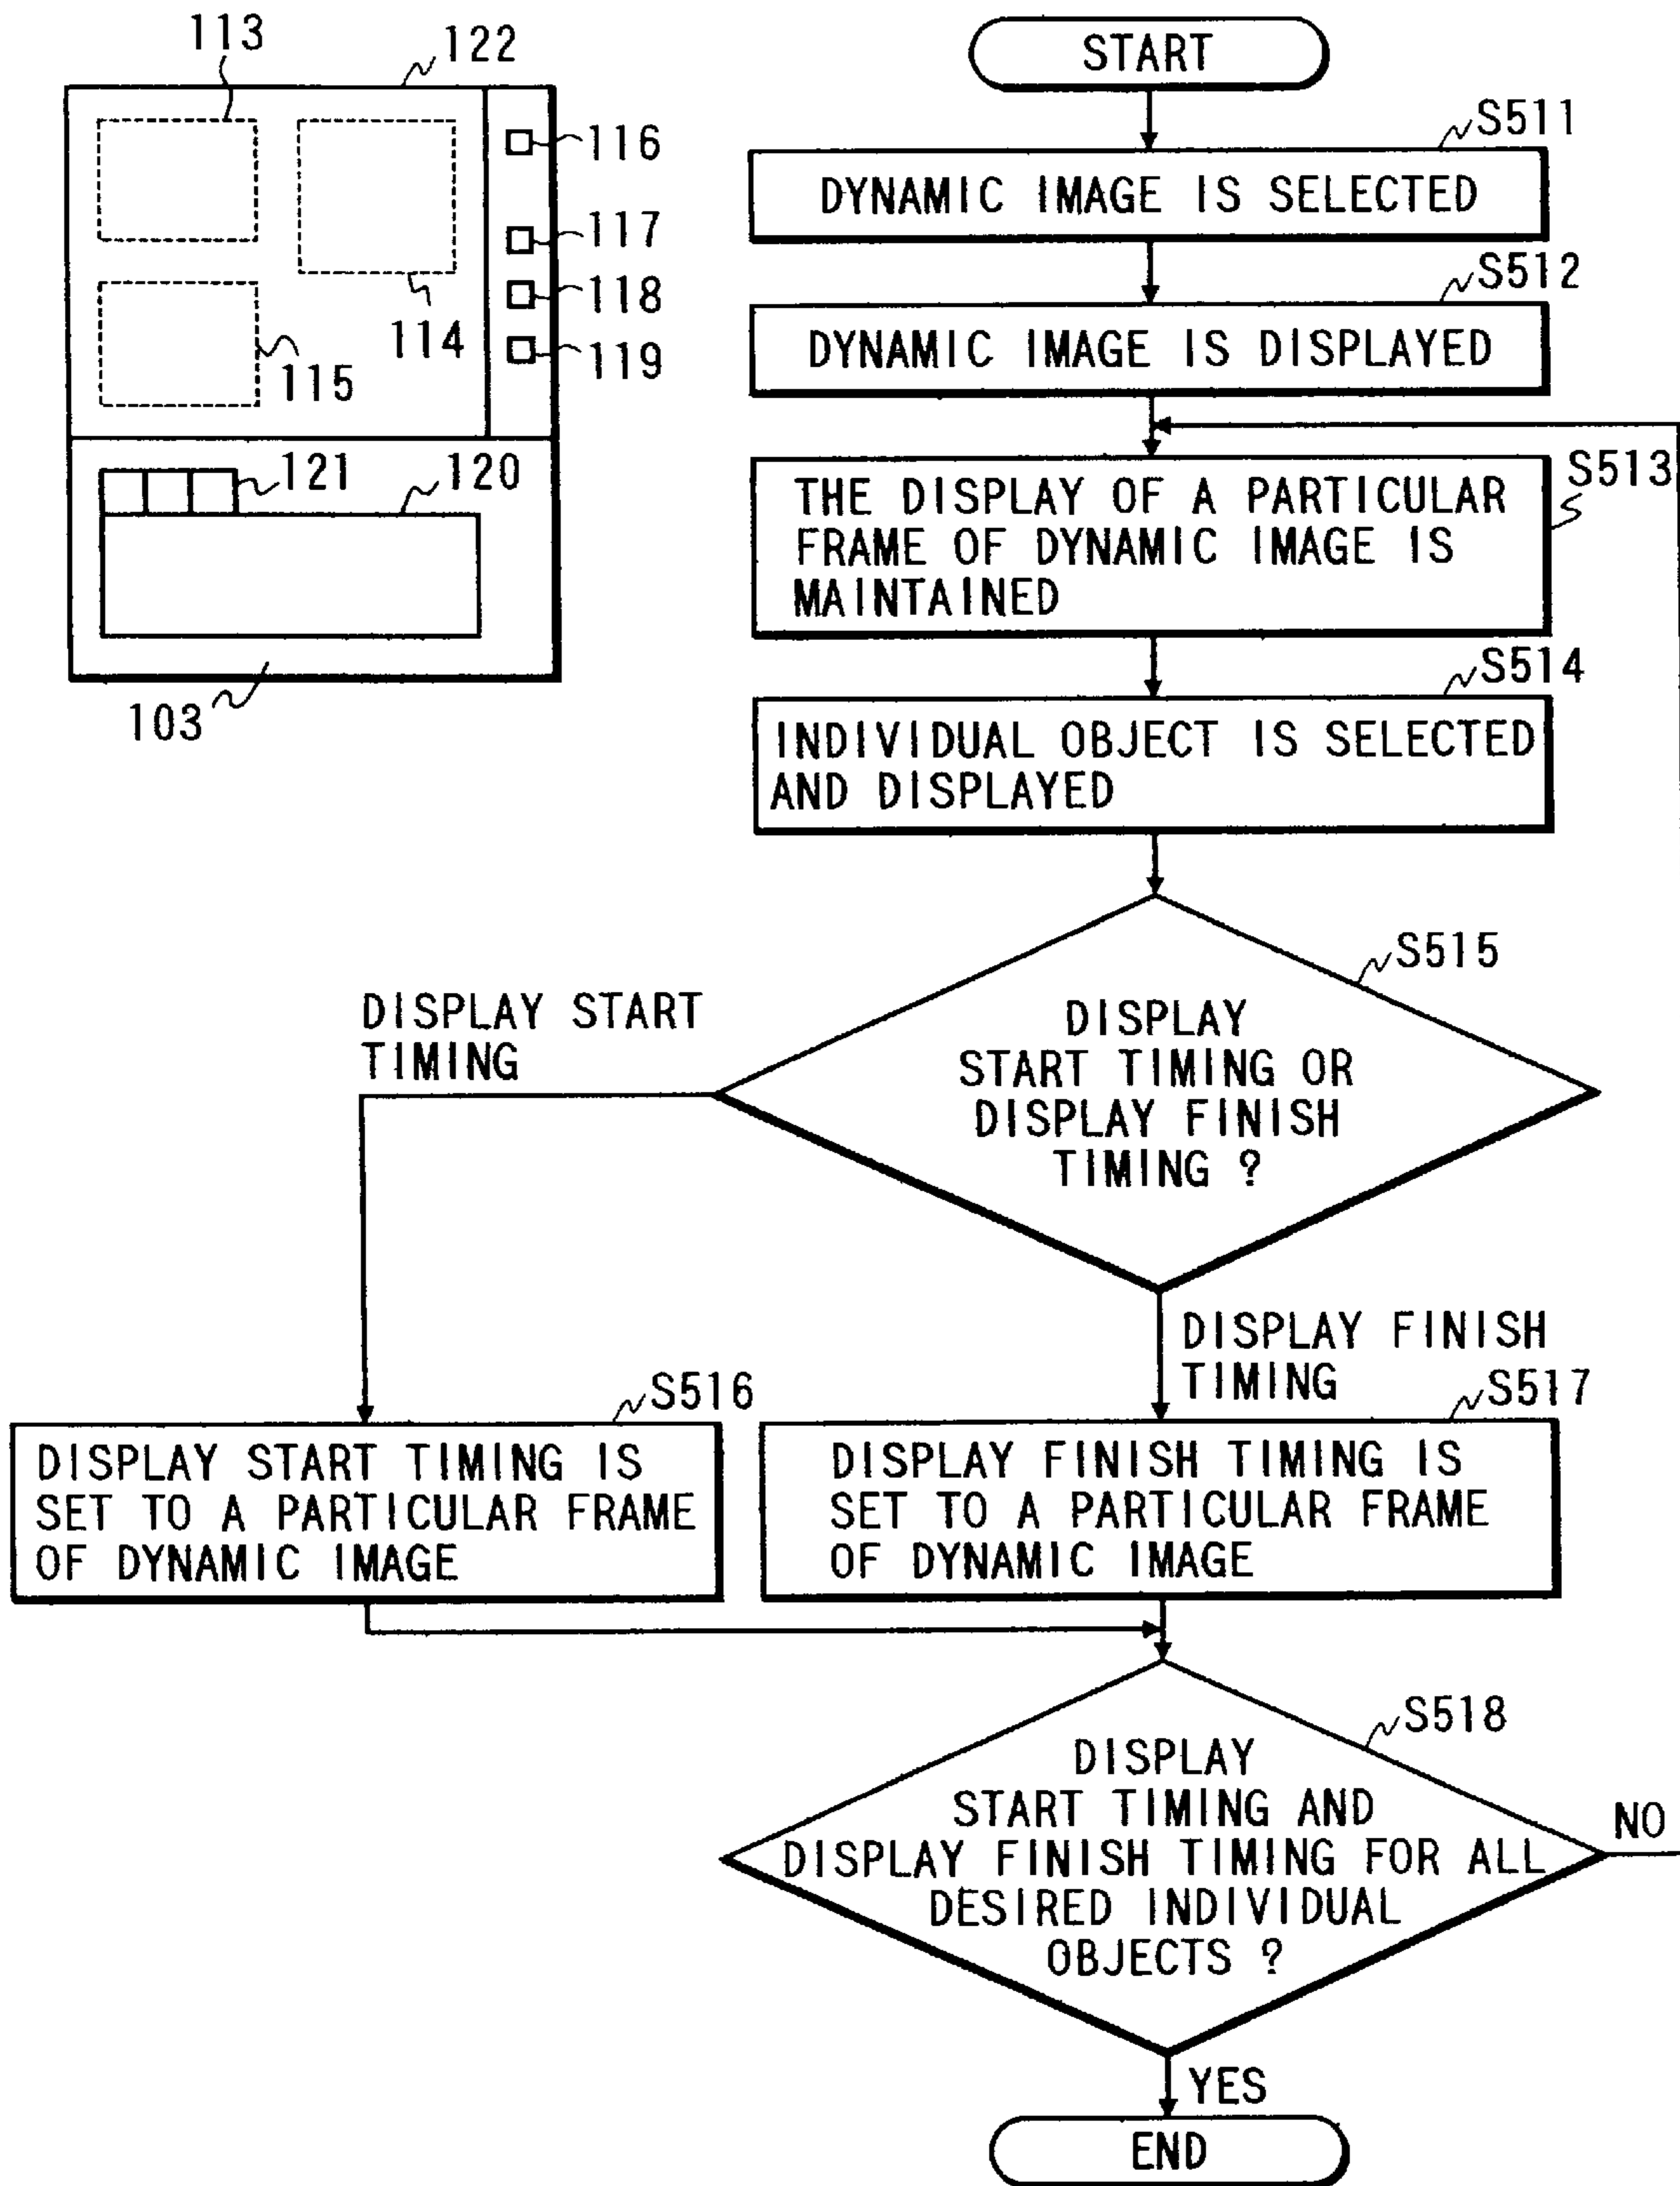 113
122
116
117
118
119
114
115
121
120
103
START
S511
DYNAMIC IMAGE IS SELECTED
S512
DYNAMIC IMAGE IS DISPLAYED
S513
THE DISPLAY OF A PARTICULAR
FRAME OF DYNAMIC IMAGE IS
MAINTAINED
S514
INDIVIDUAL OBJECT IS SELECTED
AND DISPLAYED
S515
DISPLAY
START TIMING OR
DISPLAY FINISH
TIMING ?
DISPLAY START
TIMING
DISPLAY FINISH
TIMING
S516
DISPLAY START TIMING IS
SET TO A PARTICULAR FRAME
OF DYNAMIC IMAGE
S517
DISPLAY FINISH TIMING IS
SET TO A PARTICULAR FRAME
OF DYNAMIC IMAGE
S518
DISPLAY
START TIMING AND
DISPLAY FINISH TIMING FOR ALL
DESIRED INDIVIDUAL
OBJECTS ?
NO
YES
END